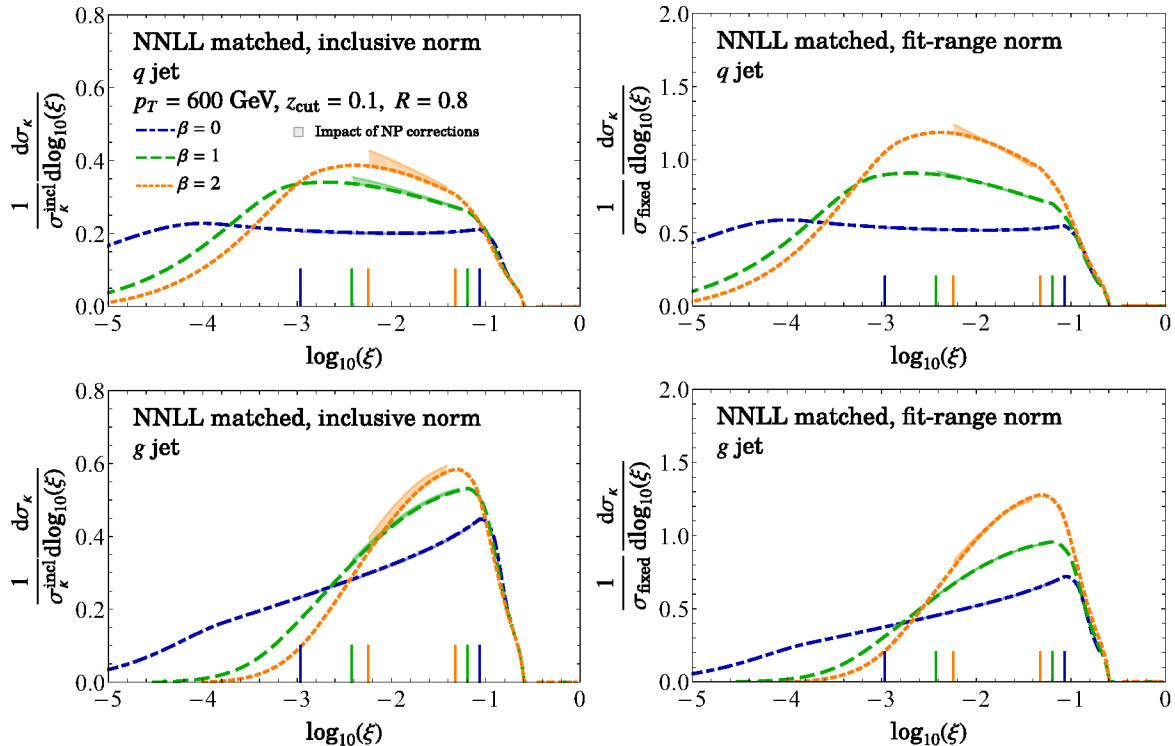 NNLL matched, inclusive norm
q jet
p_T = 600 GeV, z_cut = 0.1, R = 0.8
β = 0
β = 1
β = 2
Impact of NP corrections
1/σ_κ^incl dσ_κ/dlog₁₀(ξ)
0.8
0.6
0.4
0.2
0.0
−5 −4 −3 −2 −1 0
log₁₀(ξ)
NNLL matched, fit-range norm
q jet
1/σ_fixed dσ_κ/dlog₁₀(ξ)
2.0
1.5
1.0
0.5
0.0
−5 −4 −3 −2 −1 0
log₁₀(ξ)
NNLL matched, inclusive norm
g jet
1/σ_κ^incl dσ_κ/dlog₁₀(ξ)
0.8
0.6
0.4
0.2
0.0
−5 −4 −3 −2 −1 0
log₁₀(ξ)
NNLL matched, fit-range norm
g jet
1/σ_fixed dσ_κ/dlog₁₀(ξ)
2.0
1.5
1.0
0.5
0.0
−5 −4 −3 −2 −1 0
log₁₀(ξ)